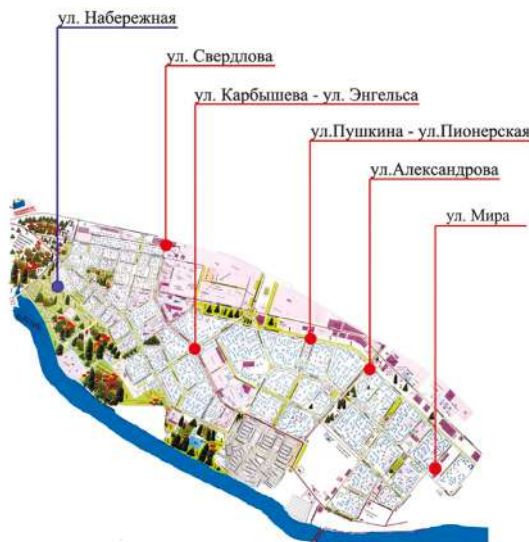 ул. Набережная
ул. Свердлова
ул. Карбышева - ул. Энгельса
ул.Пушкина - ул.Пионерская
ул.Александрова
ул. Мира